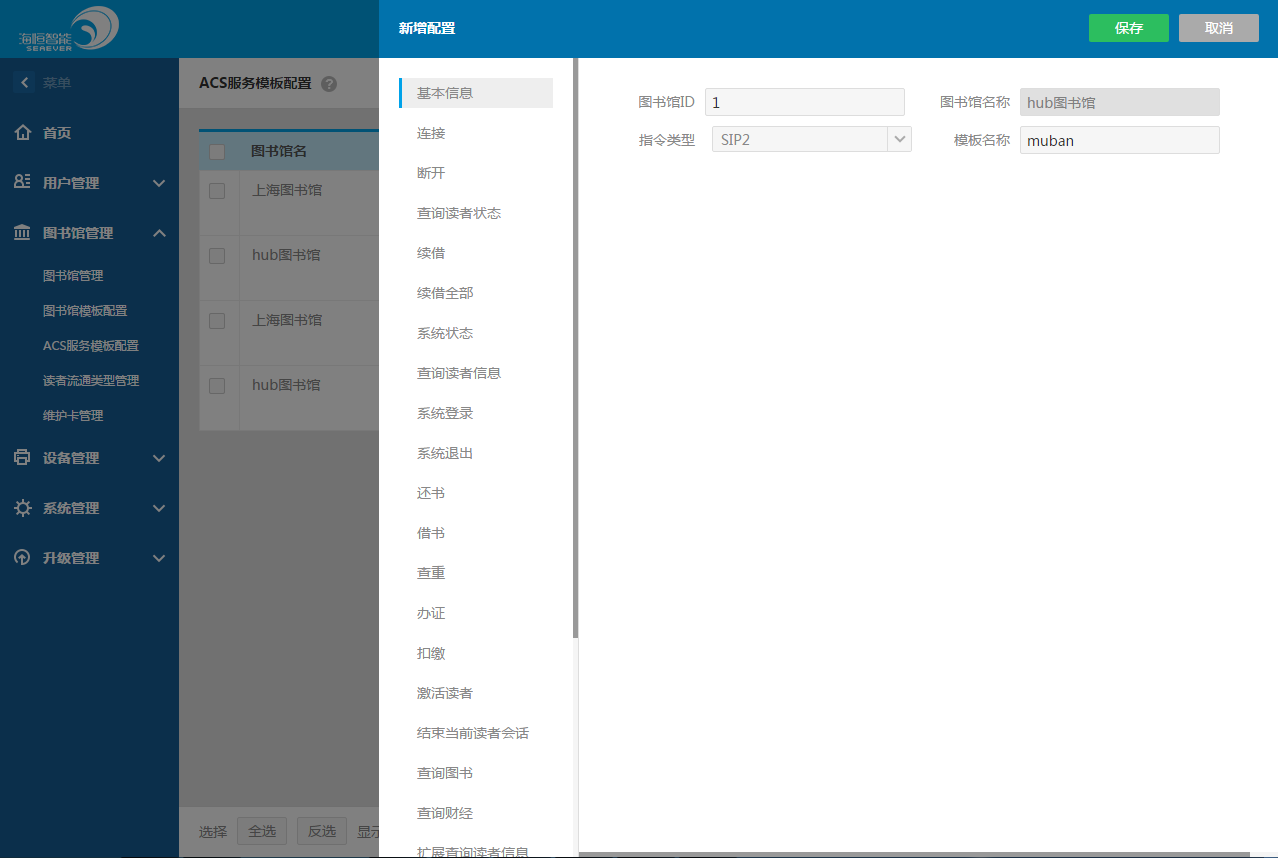 海恒智能
SEAEVER
新增配置
保存
取消
菜单
首页
用户管理
图书馆管理
图书馆管理
图书馆模板配置
ACS服务模板配置
读者流通类型管理
维护卡管理
设备管理
系统管理
升级管理
ACS服务模板配置 ?
图书馆名
上海图书馆
hub图书馆
上海图书馆
hub图书馆
选择 全选 反选 显示
基本信息
连接
断开
查询读者状态
续借
续借全部
系统状态
查询读者信息
系统登录
系统退出
还书
借书
查重
办证
扣缴
激活读者
结束当前读者会话
查询图书
查询财经
扩展查询读者信息
图书馆ID 1 图书馆名称 hub图书馆
指令类型 SIP2 模板名称 muban